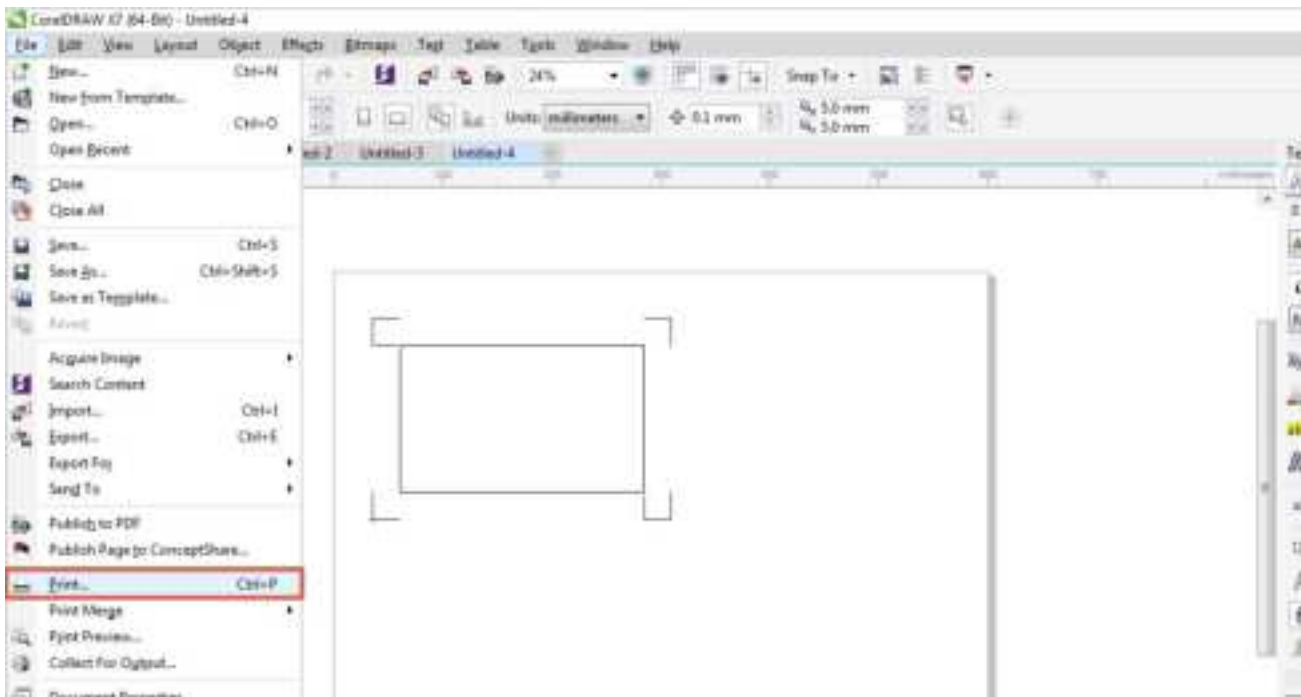 CorelDRAW X7 (64-Bit) - Untitled-4
File Edit View Layout Object Effects Bitmaps Text Table Tools Window Help
New... Ctrl+N
24% Snap To
New from Template...
Open... Ctrl+O
Units: millimeters 0.1 mm 5.0 mm
5.0 mm
Open Recent
Untitled-3 Untitled-4
Close
Close All
Save... Ctrl+S
Save As... Ctrl+Shift+S
Save as Template...
Revert
Acquire Image
Search Content
Import... Ctrl+I
Export... Ctrl+E
Export For
Send To
Publish to PDF
Publish Page to ConceptShare...
Print... Ctrl+P
Print Merge
Print Preview...
Collect For Output...
Document Properties